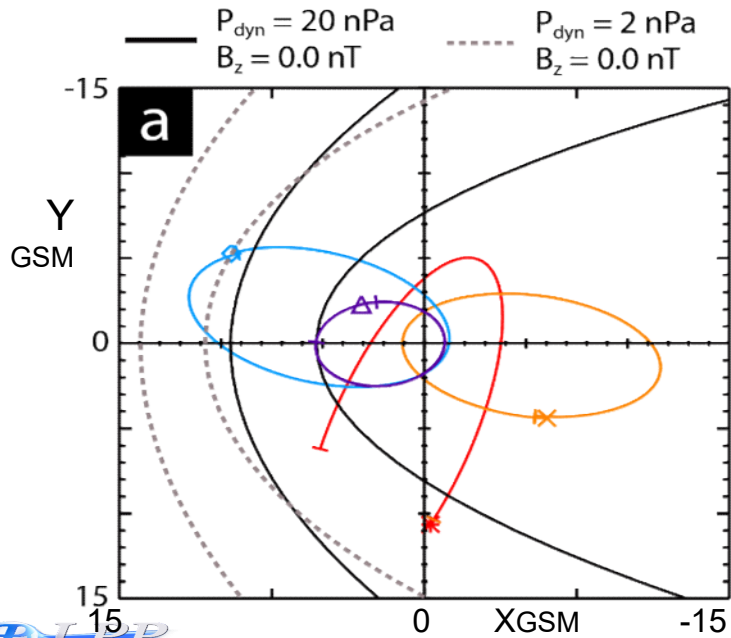 P_dyn = 20 nPa
B_z = 0.0 nT
P_dyn = 2 nPa
B_z = 0.0 nT
-15
a
Y
GSM
0
15
15
0
XGSM
-15